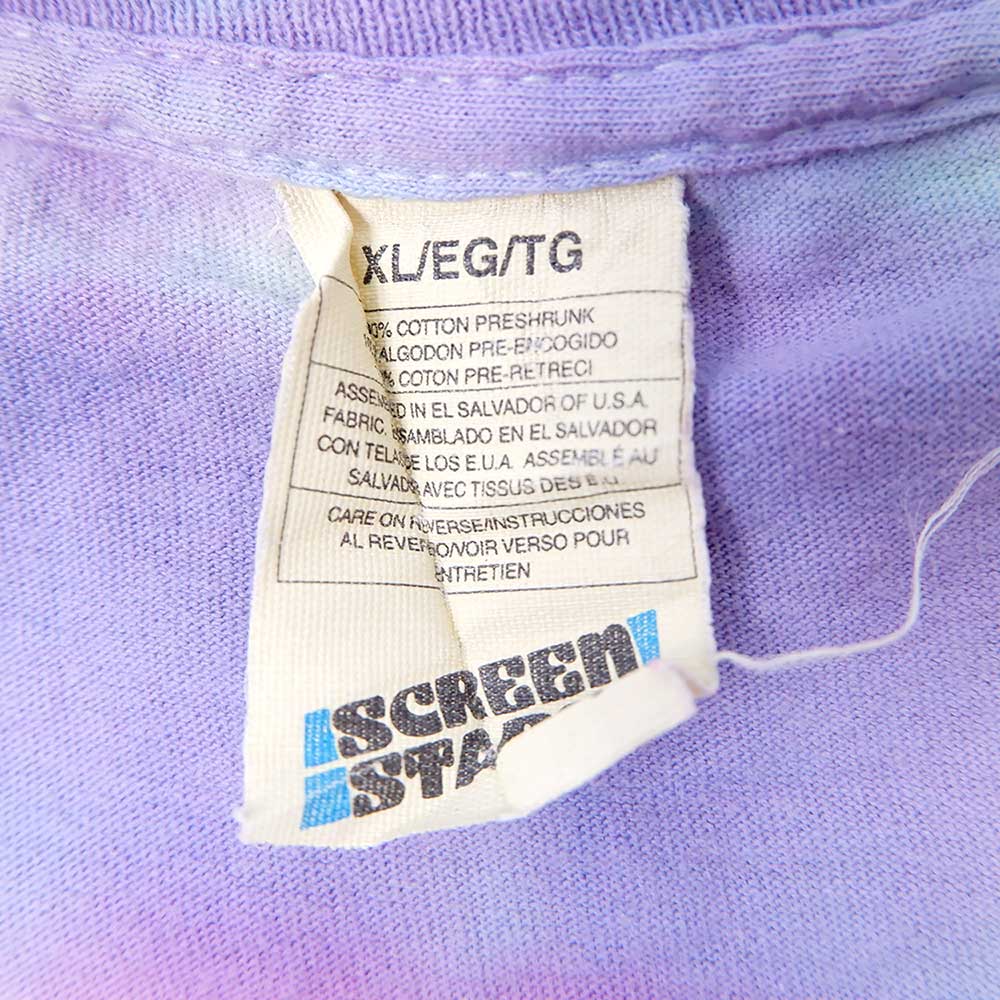 XL/EG/TG
0% COTTON PRESHRUNK
ALGODON PRE-ENCOGIDO
% COTON PRE-RETRECI
ASSEMBLED IN EL SALVADOR OF U.S.A.
FABRIC. ENSAMBLADO EN EL SALVADOR
CON TELAS DE LOS E.U.A. ASSEMBLÉ AU
SALVADOR AVEC TISSUS DES E.U.
CARE ON REVERSE/INSTRUCCIONES
AL REVERSO/VOIR VERSO POUR
ENTRETIEN
SCREEN
STARS